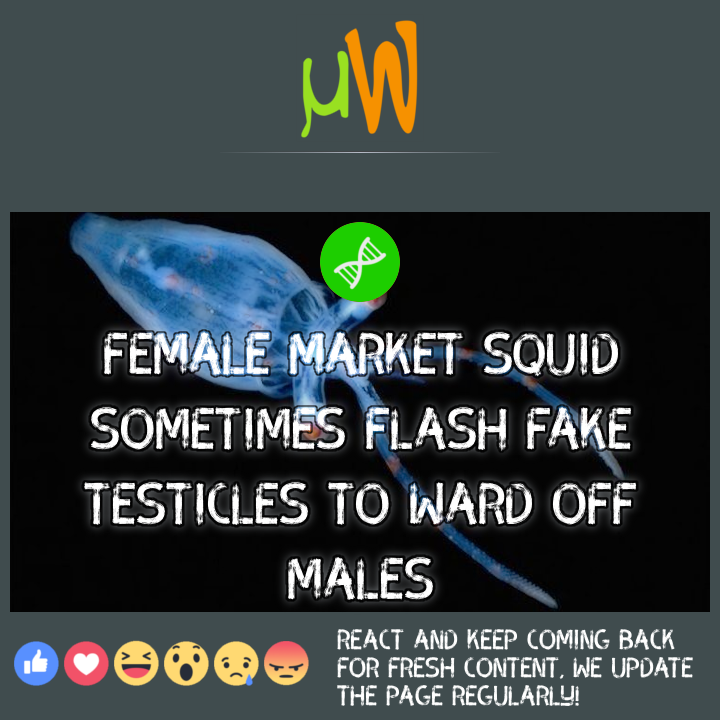 µW
FEMALE MARKET SQUID
SOMETIMES FLASH FAKE
TESTICLES TO WARD OFF
MALES
REACT AND KEEP COMING BACK
FOR FRESH CONTENT, WE UPDATE
THE PAGE REGULARLY!